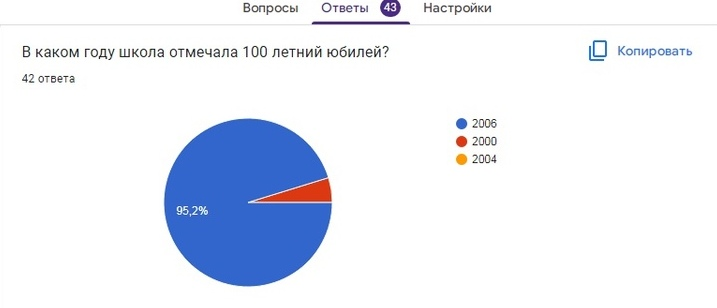 Вопросы Ответы 43 Настройки
В каком году школа отмечала 100 летний юбилей?
Копировать
42 ответа
2006
2000
2004
95,2%